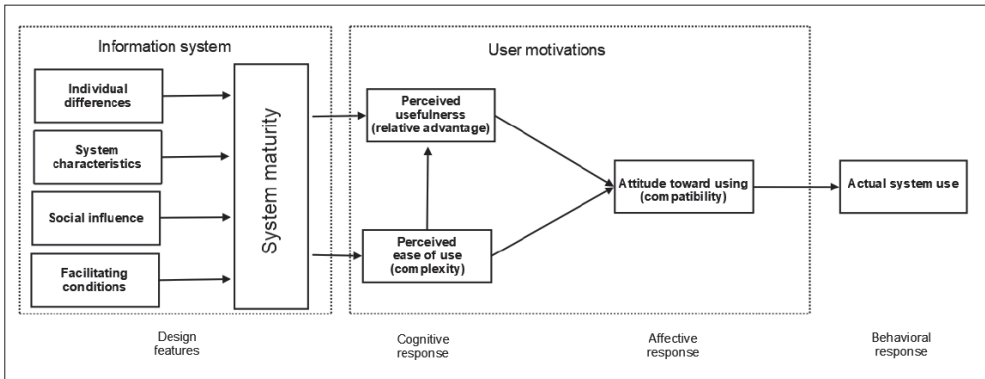 Information system
User motivations
Individual
differences
System
characteristics
Social influence
Facilitating
conditions
System maturity
Perceived
usefulness
(relative advantage)
Perceived
ease of use
(complexity)
Attitude toward using
(compatibility)
Actual system use
Design
features
Cognitive
response
Affective
response
Behavioral
response